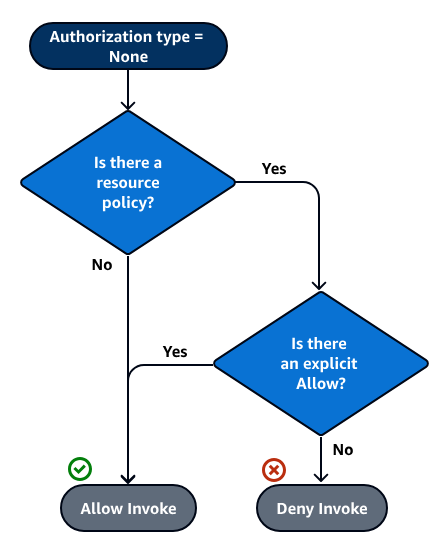 Authorization type =
None
Is there a
resource
policy?
Yes
No
Is there
an explicit
Allow?
Yes
No
Allow Invoke
Deny Invoke